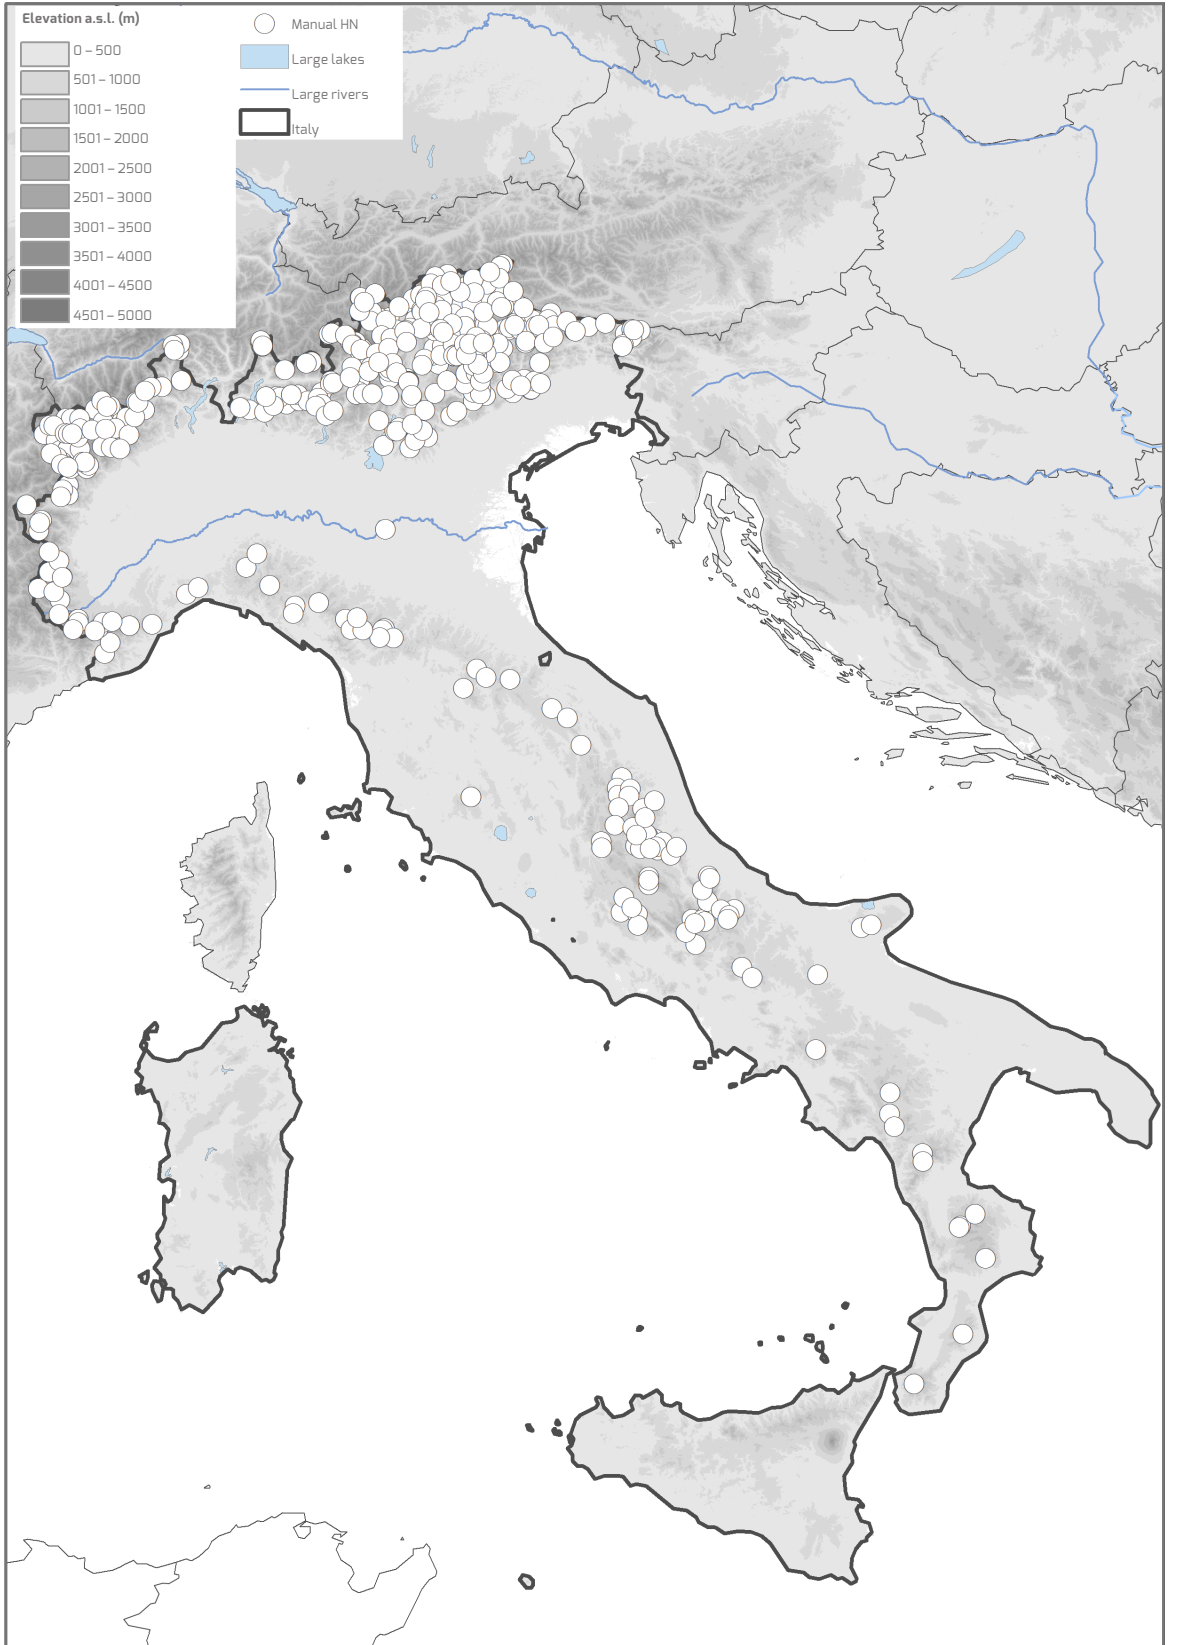 Elevation a.s.l. (m)
0 – 500
501 – 1000
1001 – 1500
1501 – 2000
2001 – 2500
2501 – 3000
3001 – 3500
3501 – 4000
4001 – 4500
4501 – 5000
Manual HN
Large lakes
Large rivers
Italy